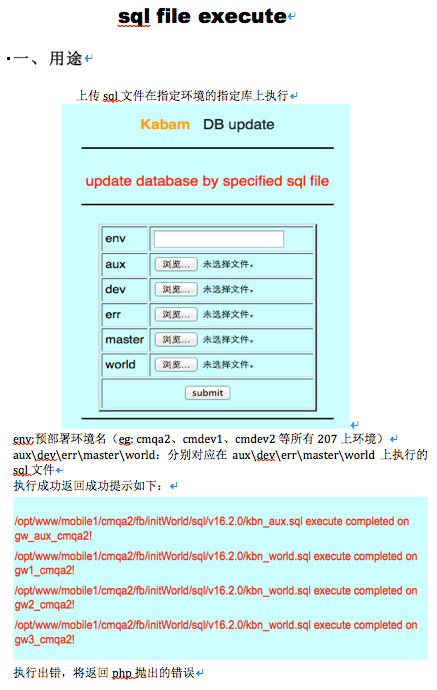 sql file execute
一、用途
上传 sql 文件在指定环境的指定库上执行
Kabam DB update
update database by specified sql file
env
aux 浏览... 未选择文件。
dev 浏览... 未选择文件。
err 浏览... 未选择文件。
master 浏览... 未选择文件。
world 浏览... 未选择文件。
submit
env;预部署环境名（eg: cmqa2、cmdev1、cmdev2 等所有 207 上环境）
aux\dev\err\master\world：分别对应在 aux\dev\err\master\world 上执行的
sql 文件
执行成功返回成功提示如下：
/opt/www/mobile1/cmqa2/fb/initWorld/sql/v16.2.0/kbn_aux.sql execute completed on
gw_aux_cmqa2!
/opt/www/mobile1/cmqa2/fb/initWorld/sql/v16.2.0/kbn_world.sql execute completed on
gw1_cmqa2!
/opt/www/mobile1/cmqa2/fb/initWorld/sql/v16.2.0/kbn_world.sql execute completed on
gw2_cmqa2!
/opt/www/mobile1/cmqa2/fb/initWorld/sql/v16.2.0/kbn_world.sql execute completed on
gw3_cmqa2!
执行出错，将返回 php 抛出的错误